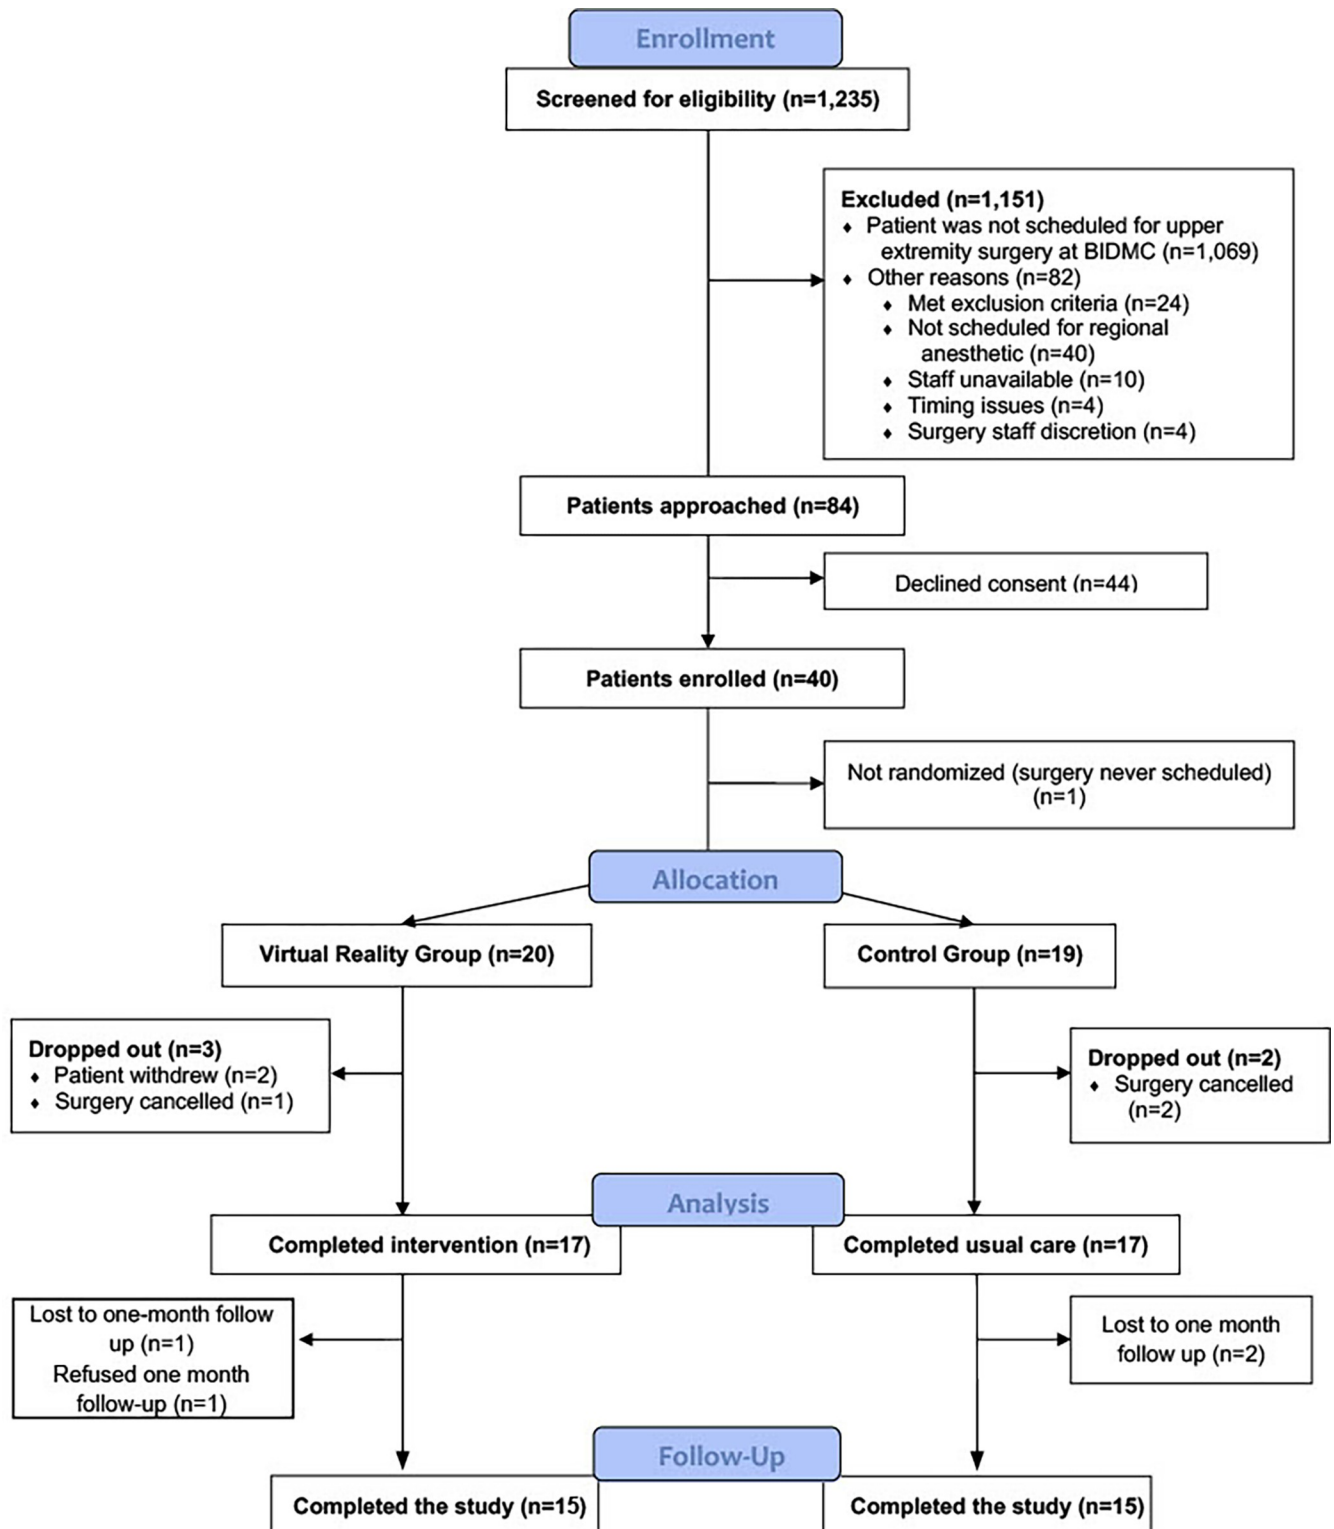 Enrollment
Screened for eligibility (n=1,235)
Excluded (n=1,151)
♦ Patient was not scheduled for upper
extremity surgery at BIDMC (n=1,069)
♦ Other reasons (n=82)
♦ Met exclusion criteria (n=24)
♦ Not scheduled for regional
anesthetic (n=40)
♦ Staff unavailable (n=10)
♦ Timing issues (n=4)
♦ Surgery staff discretion (n=4)
Patients approached (n=84)
Declined consent (n=44)
Patients enrolled (n=40)
Not randomized (surgery never scheduled)
(n=1)
Allocation
Virtual Reality Group (n=20)
Control Group (n=19)
Dropped out (n=3)
♦ Patient withdrew (n=2)
♦ Surgery cancelled (n=1)
Dropped out (n=2)
♦ Surgery cancelled
(n=2)
Analysis
Completed intervention (n=17)
Completed usual care (n=17)
Lost to one-month follow
up (n=1)
Refused one month
follow-up (n=1)
Lost to one month
follow up (n=2)
Follow-Up
Completed the study (n=15)
Completed the study (n=15)